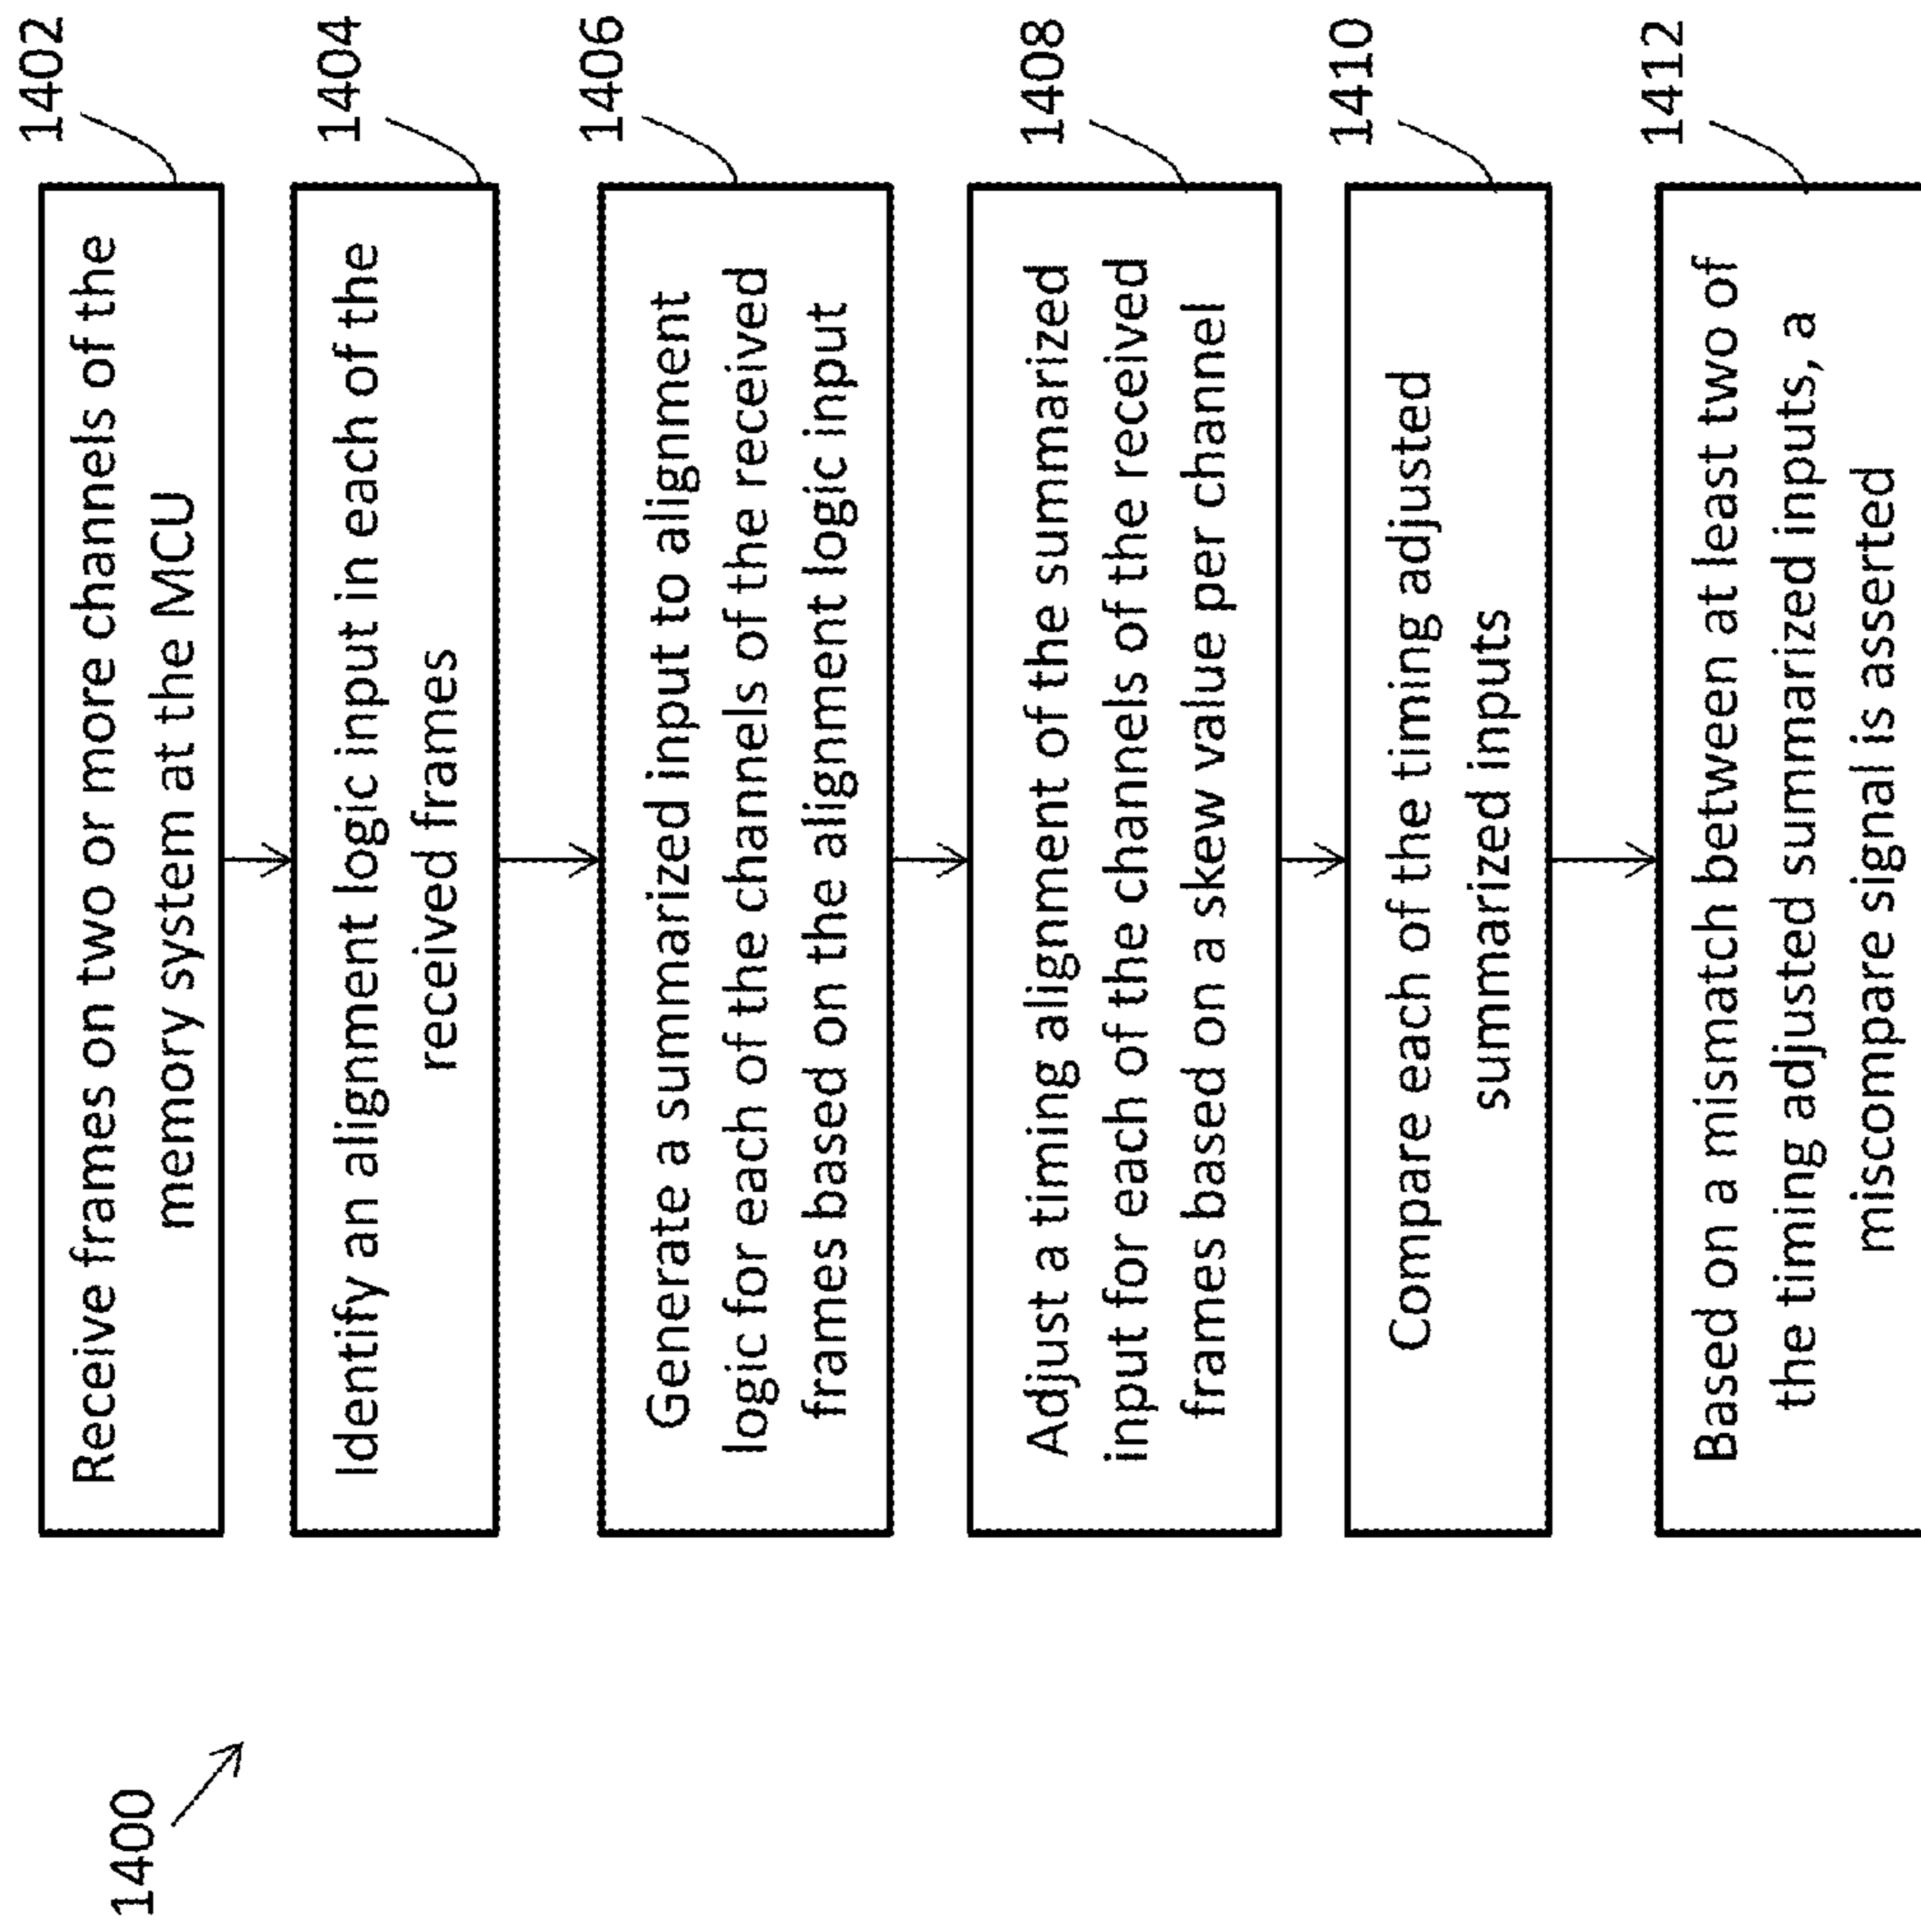 1400
1402
Receive frames on two or more channels of the
memory system at the MCU
1404
Identify an alignment logic input in each of the
received frames
1406
Generate a summarized input to alignment
logic for each of the channels of the received
frames based on the alignment logic input
1408
Adjust a timing alignment of the summarized
input for each of the channels of the received
frames based on a skew value per channel
1410
Compare each of the timing adjusted
summarized inputs
1412
Based on a mismatch between at least two of
the timing adjusted summarized inputs, a
miscompare signal is asserted